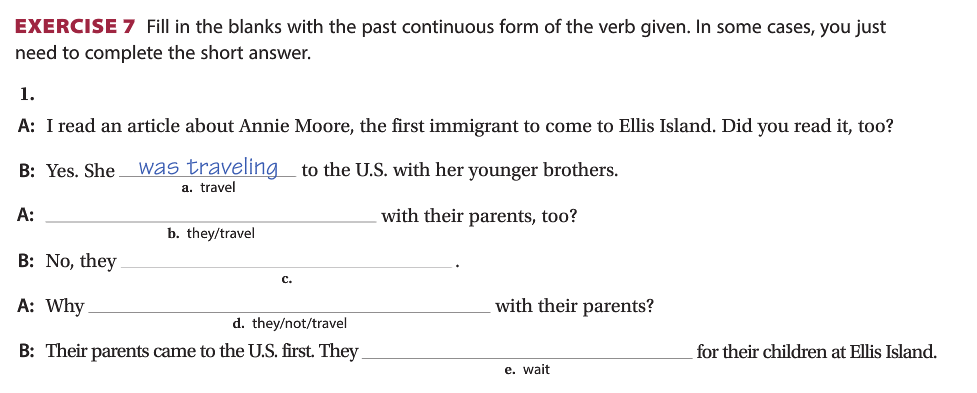 EXERCISE 7 Fill in the blanks with the past continuous form of the verb given. In some cases, you just
need to complete the short answer.
1.
A: I read an article about Annie Moore, the first immigrant to come to Ellis Island. Did you read it, too?
B: Yes. She was traveling to the U.S. with her younger brothers.
a. travel
A: ____ with their parents, too?
b. they/travel
B: No, they ____.
c.
A: Why ____ with their parents?
d. they/not/travel
B: Their parents came to the U.S. first. They ____ for their children at Ellis Island.
e. wait